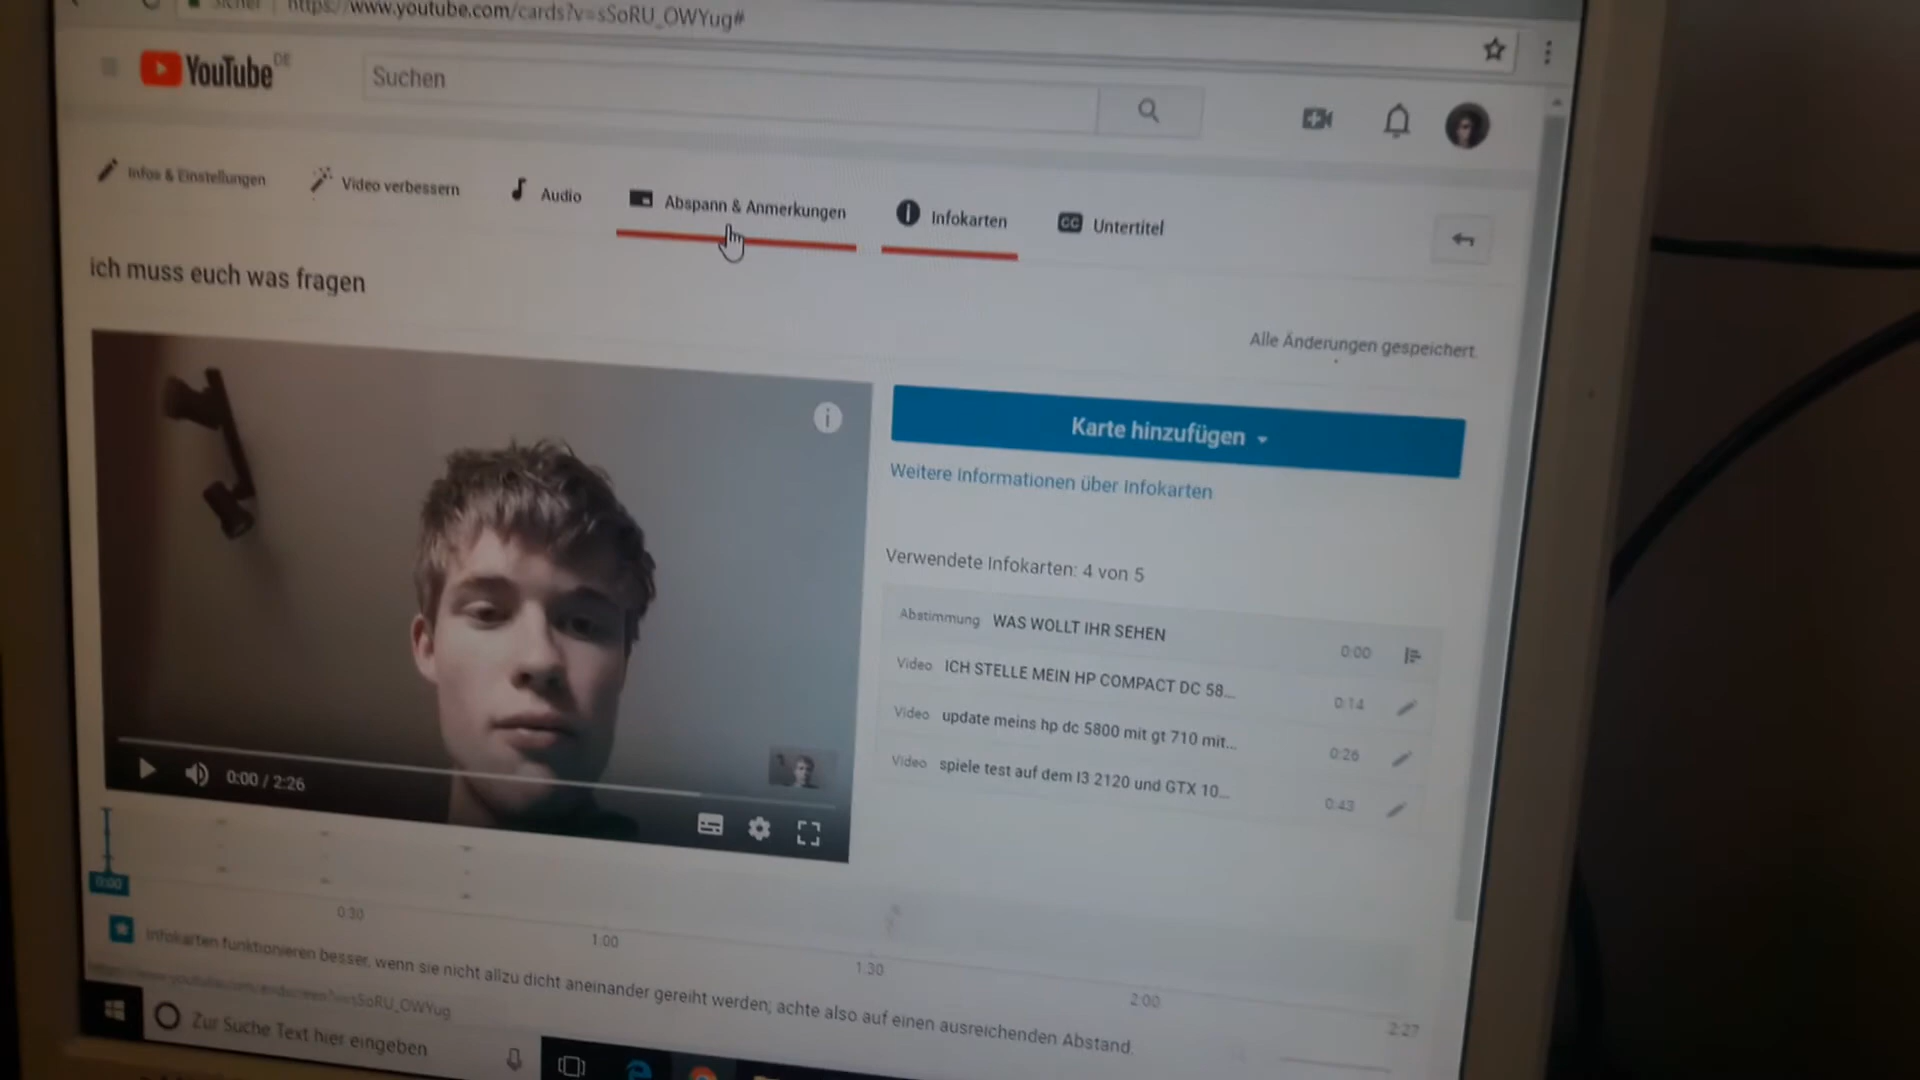 https://www.youtube.com/cards?v=sSoRU_OWYug#
YouTube DE
Suchen
Infos & Einstellungen
Video verbessern
Audio
Abspann & Anmerkungen
Infokarten
CC Untertitel
ich muss euch was fragen
Alle Änderungen gespeichert.
Karte hinzufügen
Weitere Informationen über Infokarten
Verwendete Infokarten: 4 von 5
Abstimmung WAS WOLLT IHR SEHEN 0:00
Video ICH STELLE MEIN HP COMPACT DC 58... 0:14
Video update meins hp dc 5800 mit gt 710 mit... 0:26
Video spiele test auf dem I3 2120 und GTX 10... 0:43
0:00 / 2:26
0:00
0:30
1:00
1:30
2:00
2:27
Infokarten funktionieren besser, wenn sie nicht allzu dicht aneinander gereiht werden; achte also auf einen ausreichenden Abstand.
Zur Suche Text hier eingeben